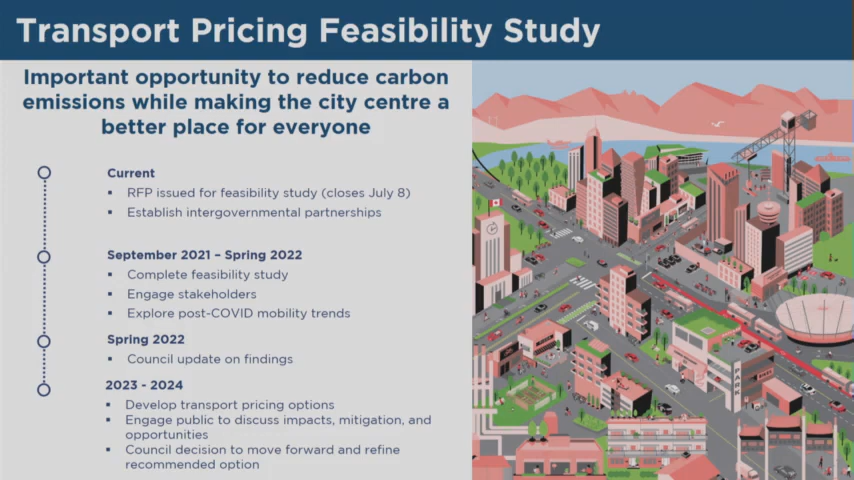 Transport Pricing Feasibility Study
Important opportunity to reduce carbon
emissions while making the city centre a
better place for everyone
Current
▪ RFP issued for feasibility study (closes July 8)
▪ Establish intergovernmental partnerships
September 2021 – Spring 2022
▪ Complete feasibility study
▪ Engage stakeholders
▪ Explore post-COVID mobility trends
Spring 2022
▪ Council update on findings
2023 - 2024
▪ Develop transport pricing options
▪ Engage public to discuss impacts, mitigation, and
opportunities
▪ Council decision to move forward and refine
recommended option
PARK